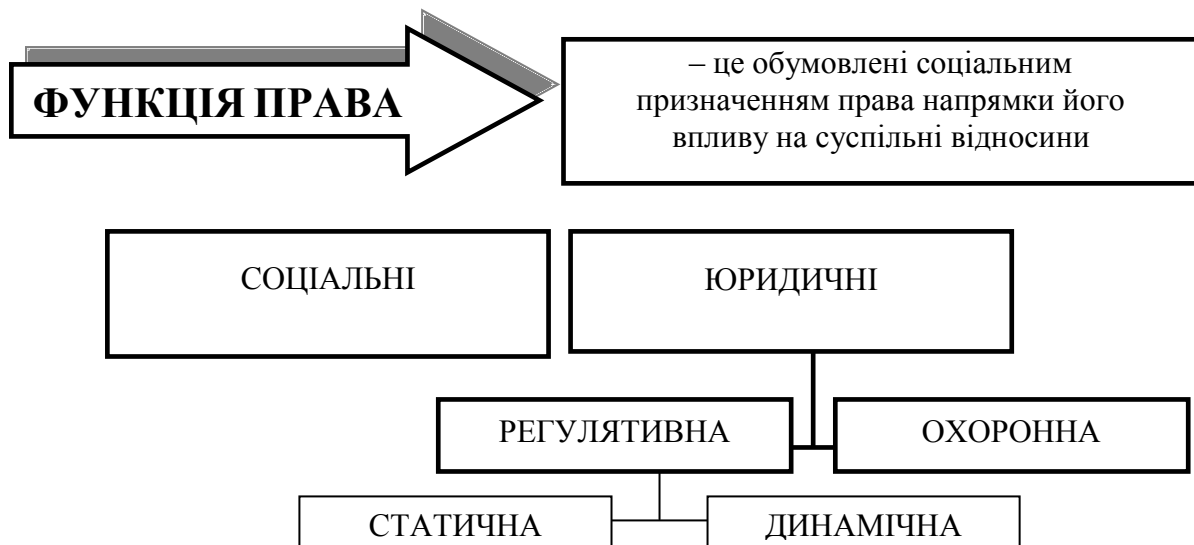 ФУНКЦІЯ ПРАВА
– це обумовлені соціальним
призначенням права напрямки його
впливу на суспільні відносини
СОЦІАЛЬНІ
ЮРИДИЧНІ
РЕГУЛЯТИВНА
ОХОРОННА
СТАТИЧНА
ДИНАМІЧНА